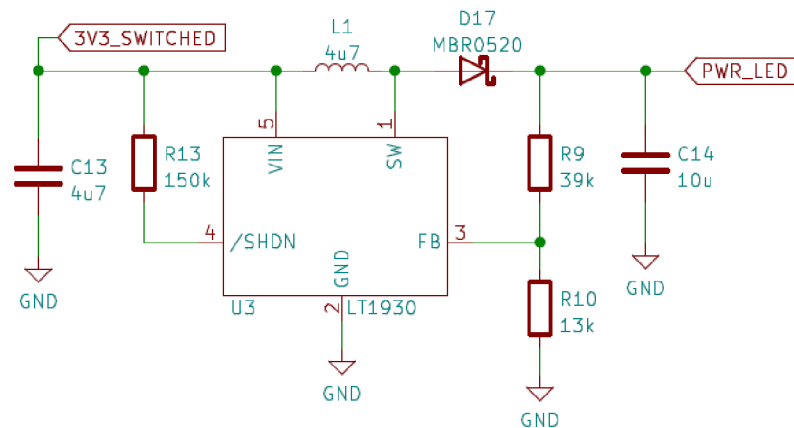 3V3_SWITCHED
L1
4u7
D17
MBR0520
PWR_LED
5
1
VIN
SW
C13
4u7
R13
150k
R9
39k
C14
10u
4
/SHDN
FB
3
GND
2
U3
LT1930
GND
GND
R10
13k
GND
GND